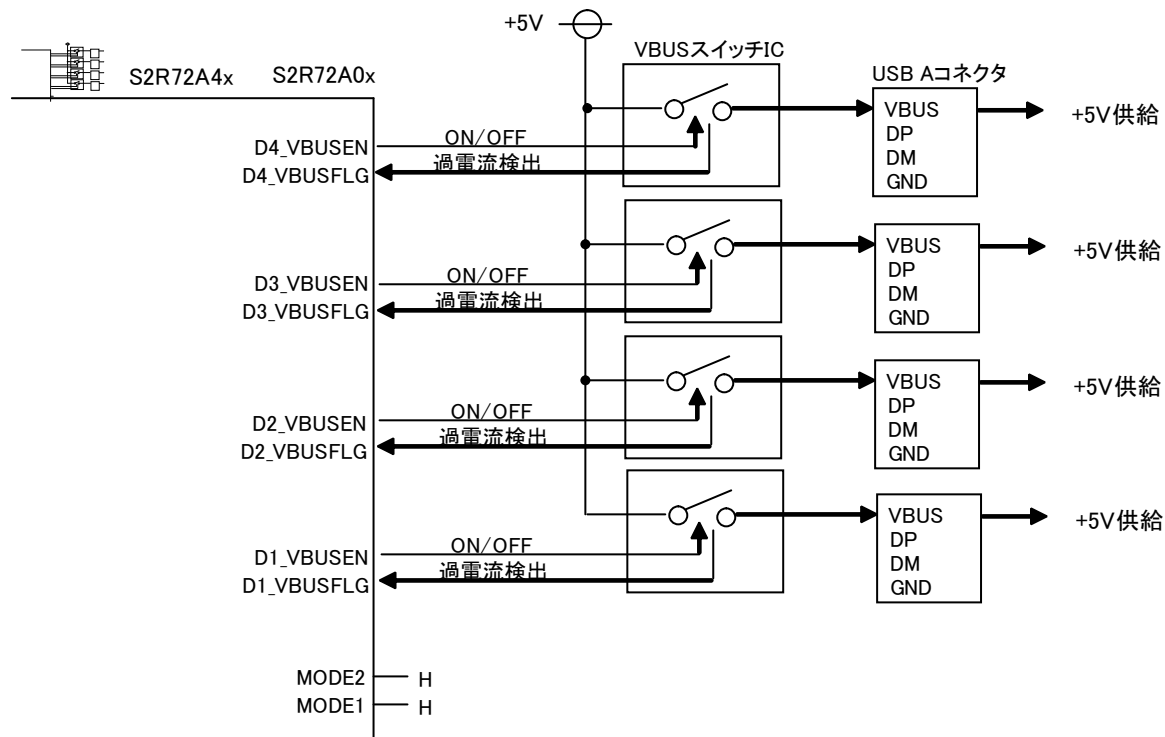 +5V
VBUSスイッチIC
S2R72A4x S2R72A0x
USB Aコネクタ
VBUS
DP
DM
GND
+5V供給
D4_VBUSEN
ON/OFF
D4_VBUSFLG
過電流検出
VBUS
DP
DM
GND
+5V供給
D3_VBUSEN
ON/OFF
D3_VBUSFLG
過電流検出
VBUS
DP
DM
GND
+5V供給
D2_VBUSEN
ON/OFF
D2_VBUSFLG
過電流検出
VBUS
DP
DM
GND
+5V供給
D1_VBUSEN
ON/OFF
D1_VBUSFLG
過電流検出
MODE2 H
MODE1 H